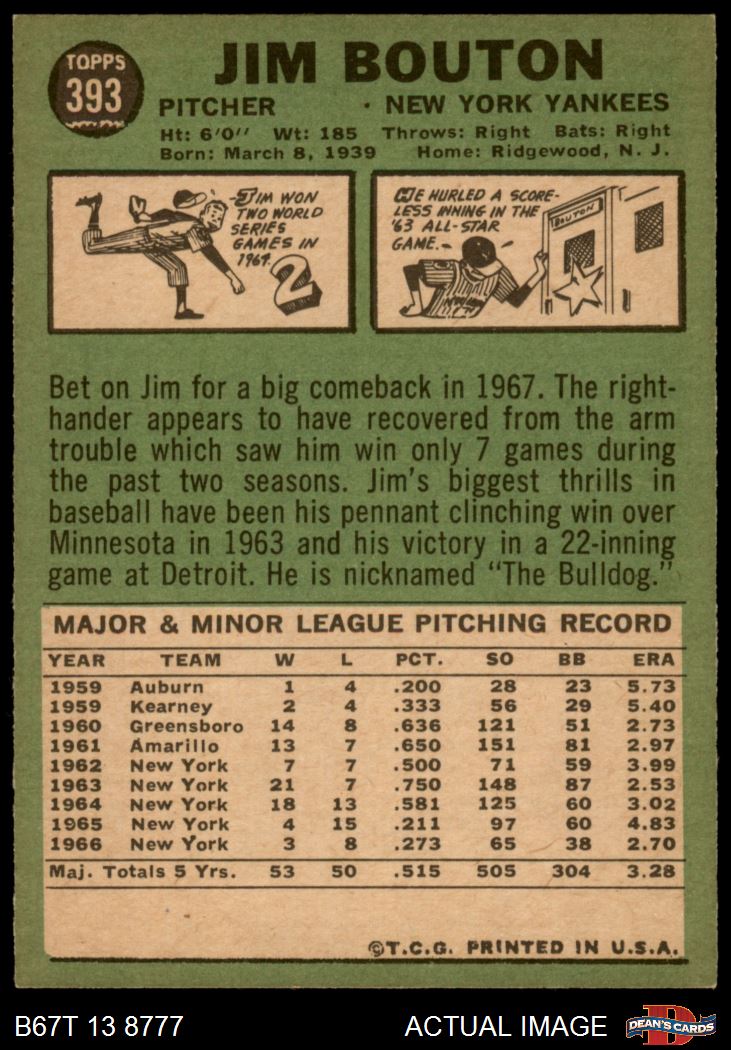 TOPPS
393
JIM BOUTON
PITCHER · NEW YORK YANKEES
Ht: 6'0" Wt: 185 Throws: Right Bats: Right
Born: March 8, 1939 Home: Ridgewood, N. J.
JIM WON
TWO WORLD
SERIES
GAMES IN
1964.
2
HE HURLED A SCORE-
LESS INNING IN THE
'63 ALL-STAR
GAME.
BOUTON
Bet on Jim for a big comeback in 1967. The right-
hander appears to have recovered from the arm
trouble which saw him win only 7 games during
the past two seasons. Jim's biggest thrills in
baseball have been his pennant clinching win over
Minnesota in 1963 and his victory in a 22-inning
game at Detroit. He is nicknamed "The Bulldog."
MAJOR & MINOR LEAGUE PITCHING RECORD
YEAR TEAM W L PCT. SO BB ERA
1959 Auburn 1 4 .200 28 23 5.73
1959 Kearney 2 4 .333 56 29 5.40
1960 Greensboro 14 8 .636 121 51 2.73
1961 Amarillo 13 7 .650 151 81 2.97
1962 New York 7 7 .500 71 59 3.99
1963 New York 21 7 .750 148 87 2.53
1964 New York 18 13 .581 125 60 3.02
1965 New York 4 15 .211 97 60 4.83
1966 New York 3 8 .273 65 38 2.70
Maj. Totals 5 Yrs. 53 50 .515 505 304 3.28
©T.C.G. PRINTED IN U.S.A.
B67T 13 8777 ACTUAL IMAGE
D
DEAN'S CARDS